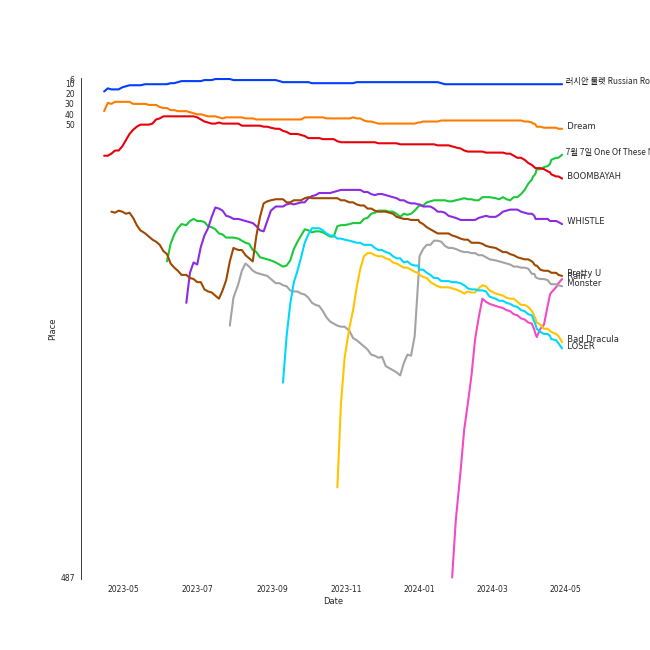 6
10
20
30
40
50
487
Place
2023-05
2023-07
2023-09
2023-11
2024-01
2024-03
2024-05
Date
러시안 룰렛 Russian Ro
Dream
7월 7일 One Of These N
BOOMBAYAH
WHISTLE
Pretty U
Monster
Bad Dracula
LOSER